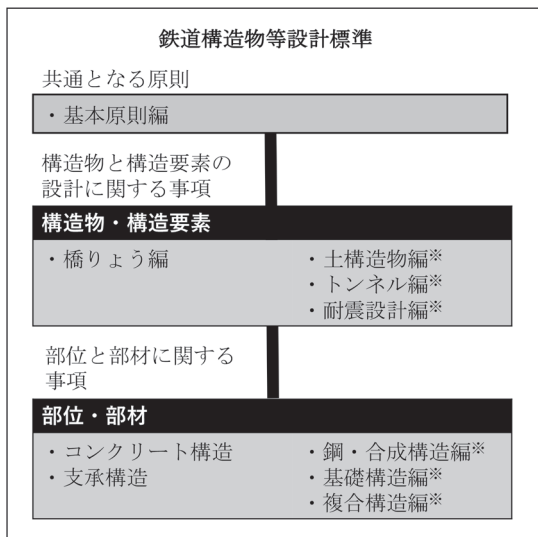 鉄道構造物等設計標準
共通となる原則
・基本原則編
構造物と構造要素の
設計に関する事項
構造物・構造要素
・橋りょう編
・土構造物編※
・トンネル編※
・耐震設計編※
部位と部材に関する
事項
部位・部材
・コンクリート構造
・支承構造
・鋼・合成構造編※
・基礎構造編※
・複合構造編※